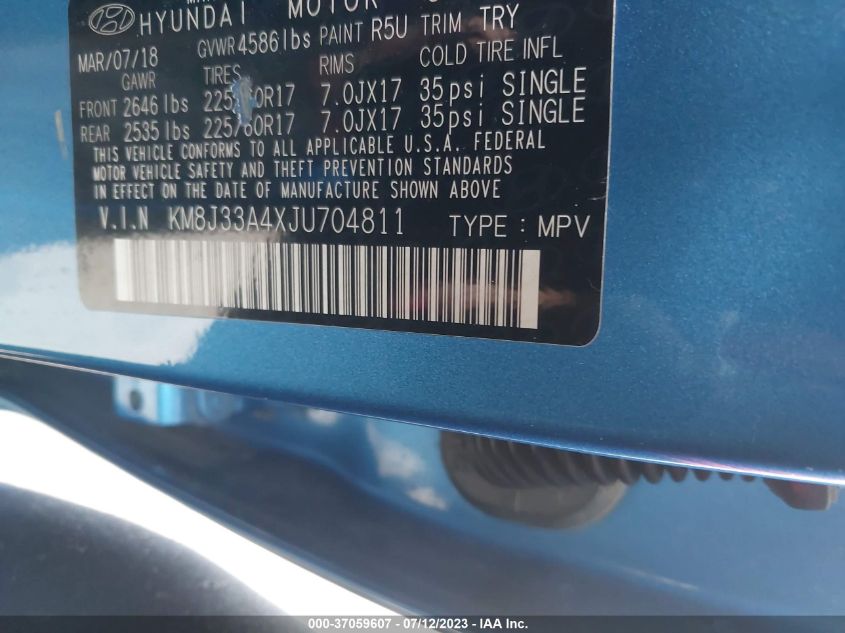 HYUNDAI MOTOR
MAR/07/18 GVWR 4586lbs PAINT R5U TRIM TRY
GAWR TIRES RIMS COLD TIRE INFL
FRONT 2646 lbs 225/60R17 7.0JX17 35psi SINGLE
REAR 2535 lbs 225/60R17 7.0JX17 35psi SINGLE
THIS VEHICLE CONFORMS TO ALL APPLICABLE U.S.A. FEDERAL
MOTOR VEHICLE SAFETY AND THEFT PREVENTION STANDARDS
IN EFFECT ON THE DATE OF MANUFACTURE SHOWN ABOVE
V.I.N KM8J33A4XJU704811 TYPE : MPV
000-37059607 - 07/12/2023 - IAA Inc.